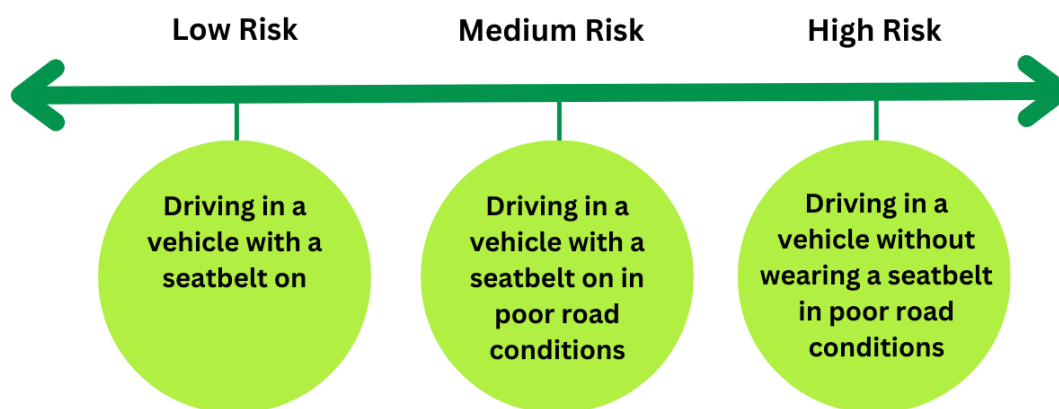 Low Risk
Medium Risk
High Risk
Driving in a
vehicle with a
seatbelt on
Driving in a
vehicle with a
seatbelt on in
poor road
conditions
Driving in a
vehicle without
wearing a seatbelt
in poor road
conditions